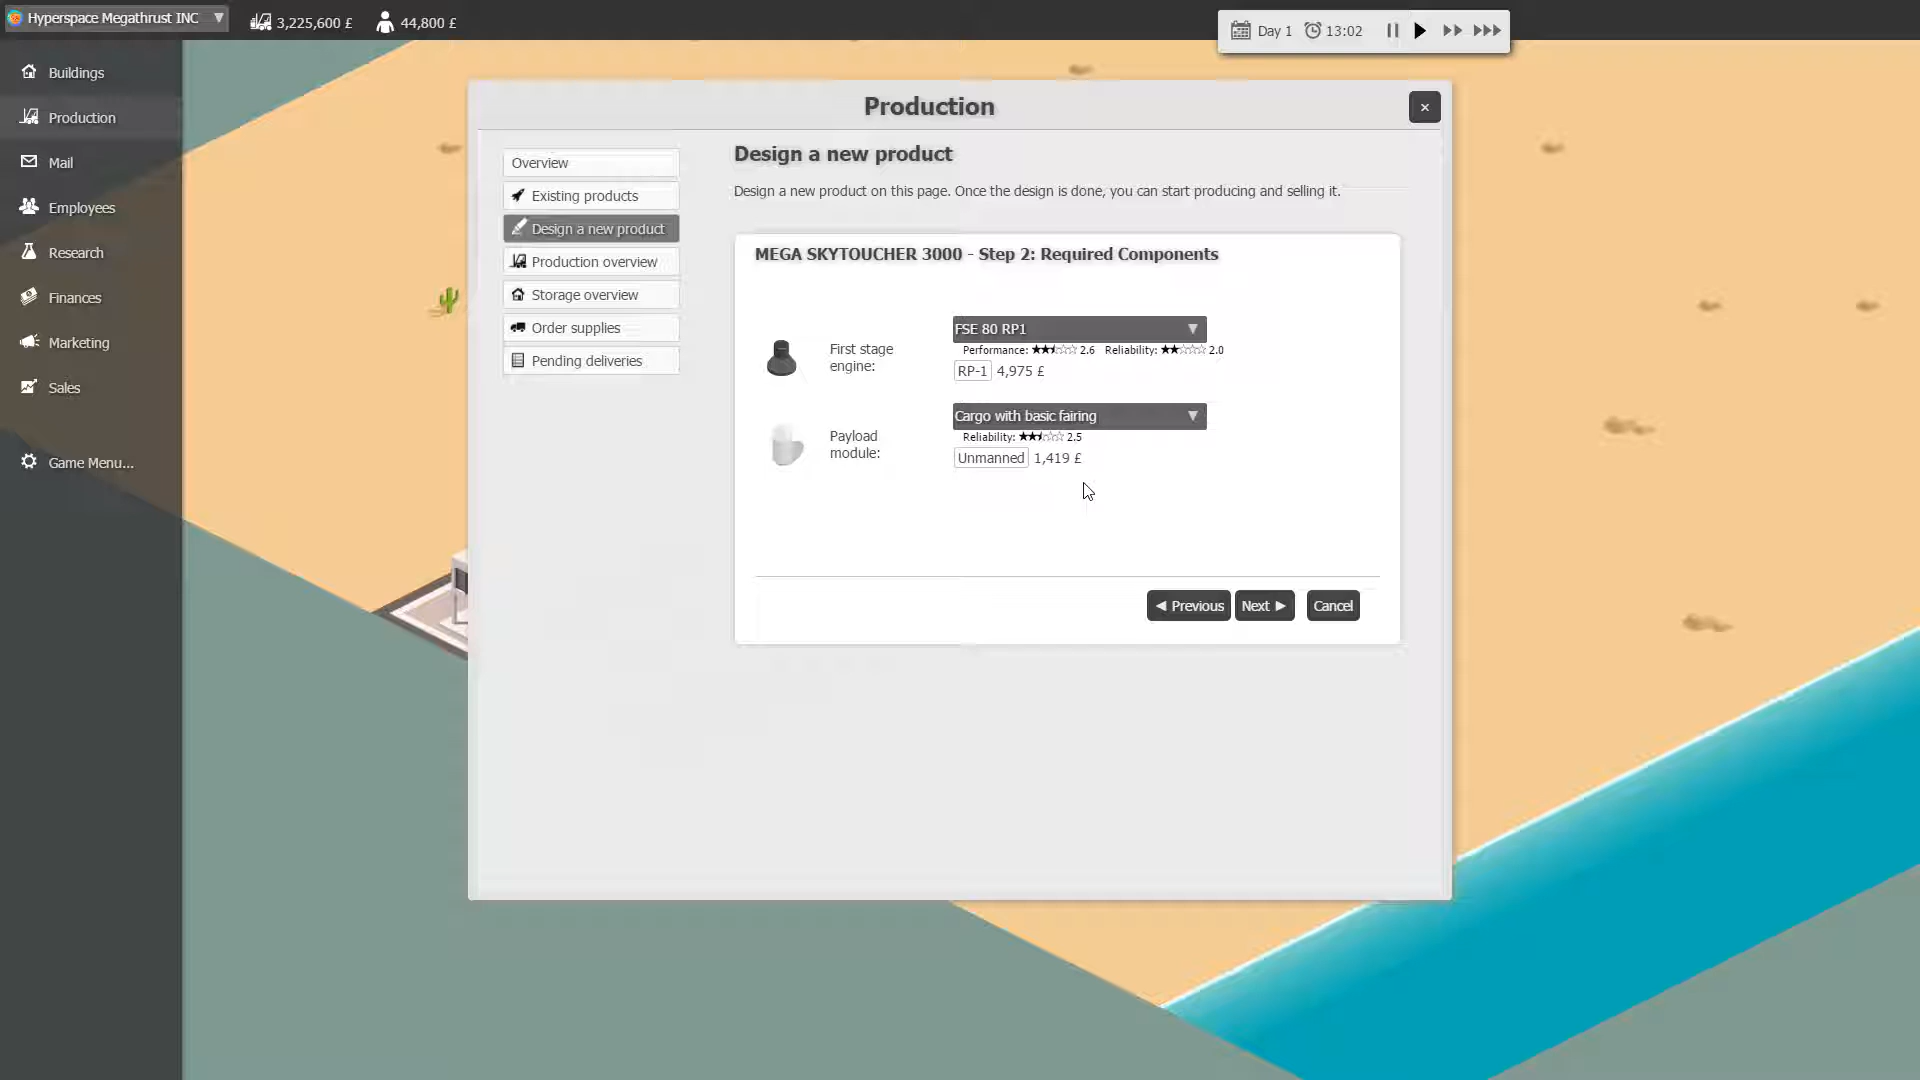 Hyperspace Megathrust INC
3,225,600 £
44,800 £
Day 1
13:02
Buildings
Production
Mail
Employees
Research
Finances
Marketing
Sales
Game Menu...
Production
Overview
Existing products
Design a new product
Production overview
Storage overview
Order supplies
Pending deliveries
Design a new product
Design a new product on this page. Once the design is done, you can start producing and selling it.
MEGA SKYTOUCHER 3000 - Step 2: Required Components
First stage
engine:
FSE 80 RP1
Performance: ★★☆☆☆ 2.6 Reliability: ★★☆☆☆ 2.0
RP-1 4,975 £
Payload
module:
Cargo with basic fairing
Reliability: ★★☆☆☆ 2.5
Unmanned 1,419 £
Previous
Next
Cancel